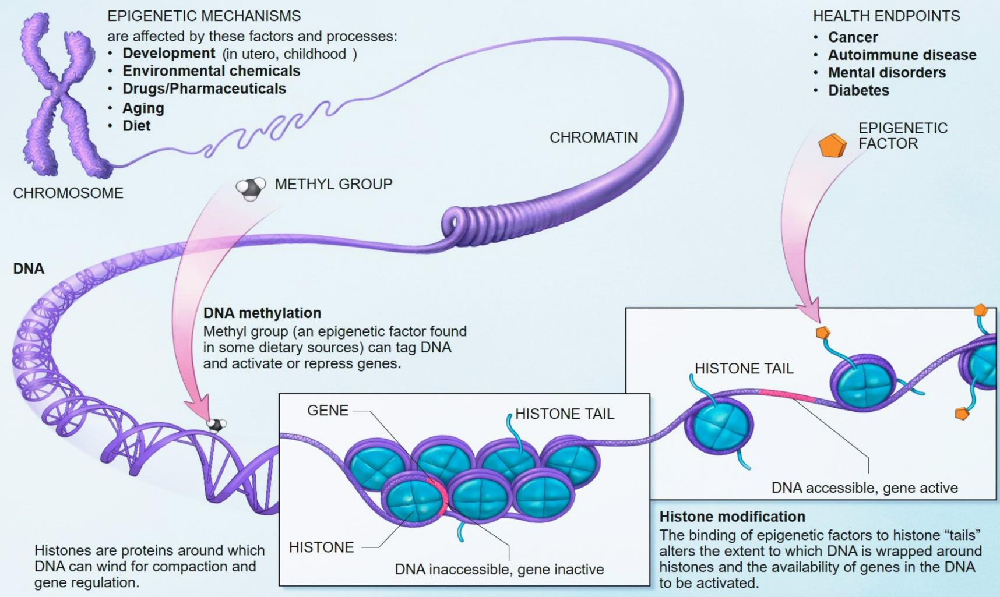 EPIGENETIC MECHANISMS
are affected by these factors and processes:
• Development (in utero, childhood )
• Environmental chemicals
• Drugs/Pharmaceuticals
• Aging
• Diet
HEALTH ENDPOINTS
• Cancer
• Autoimmune disease
• Mental disorders
• Diabetes
EPIGENETIC
FACTOR
CHROMATIN
CHROMOSOME
METHYL GROUP
DNA
DNA methylation
Methyl group (an epigenetic factor found
in some dietary sources) can tag DNA
and activate or repress genes.
HISTONE TAIL
GENE
HISTONE TAIL
DNA accessible, gene active
HISTONE
DNA inaccessible, gene inactive
Histones are proteins around which
DNA can wind for compaction and
gene regulation.
Histone modification
The binding of epigenetic factors to histone “tails”
alters the extent to which DNA is wrapped around
histones and the availability of genes in the DNA
to be activated.